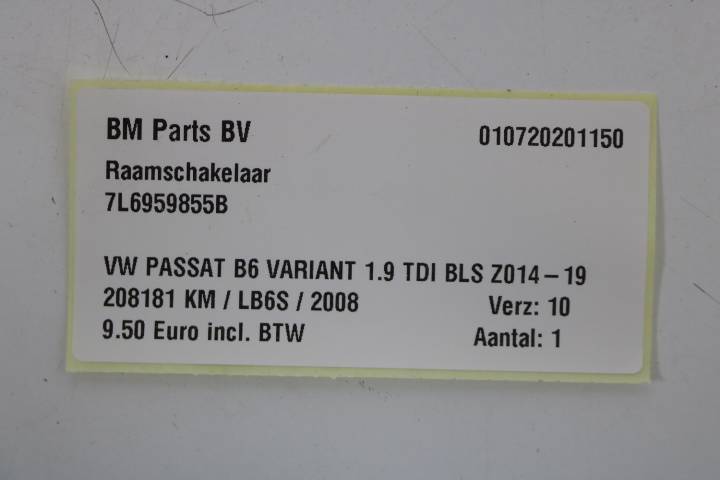 BM Parts BV 010720201150
Raamschakelaar
7L6959855B
VW PASSAT B6 VARIANT 1.9 TDI BLS Z014-19
208181 KM / LB6S / 2008 Verz: 10
9.50 Euro incl. BTW Aantal: 1